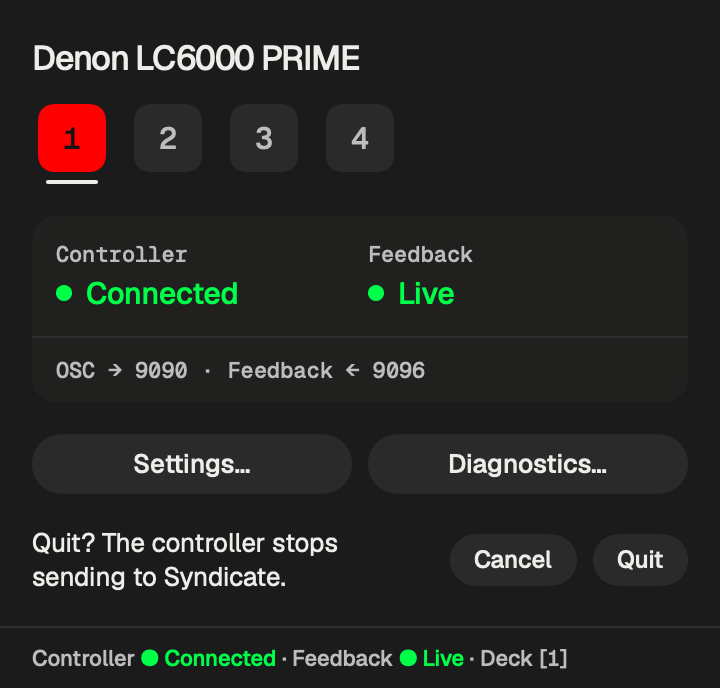 Denon LC6000 PRIME
1 2 3 4
Controller Feedback
Connected Live
OSC → 9090 · Feedback ← 9096
Settings… Diagnostics…
Quit? The controller stops
sending to Syndicate.
Cancel Quit
Controller Connected · Feedback Live · Deck [1]